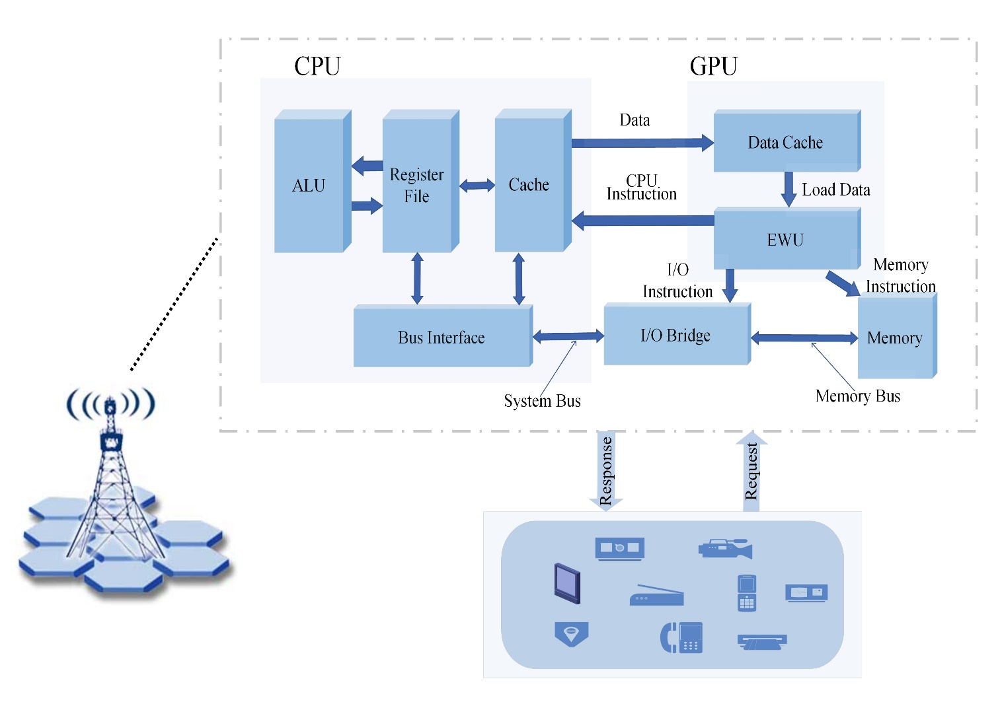 CPU
GPU
Data
Data Cache
ALU
Register
File
Cache
CPU
Instruction
Load Data
EWU
I/O
Instruction
Memory
Instruction
Bus Interface
I/O Bridge
Memory
System Bus
Memory Bus
Response
Request